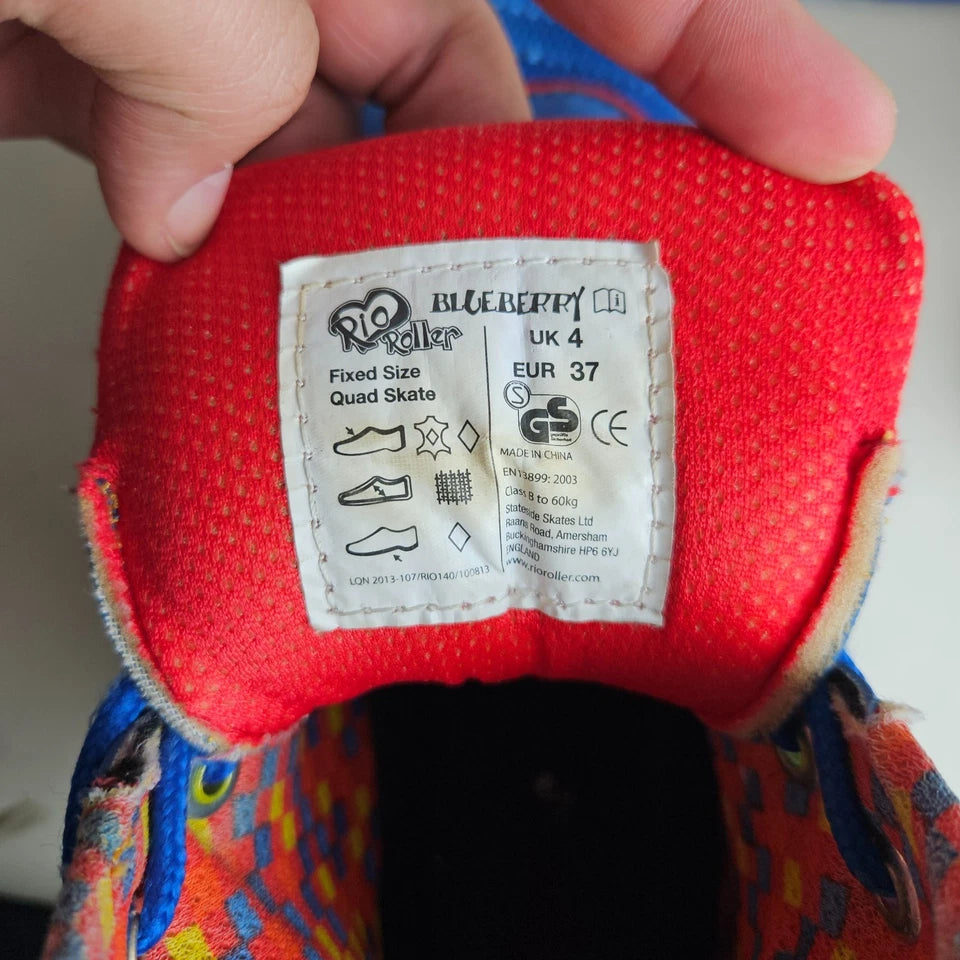 Rio Roller
BLUEBERRY
Fixed Size
Quad Skate
LQN 2013-107/RIO140/100813
UK 4
EUR 37
S
GS
geprüfte Sicherheit
CE
MADE IN CHINA
EN13899: 2003
Class B to 60kg
Stateside Skates Ltd
Raans Road, Amersham
Buckinghamshire HP6 6YJ
ENGLAND
www.rioroller.com